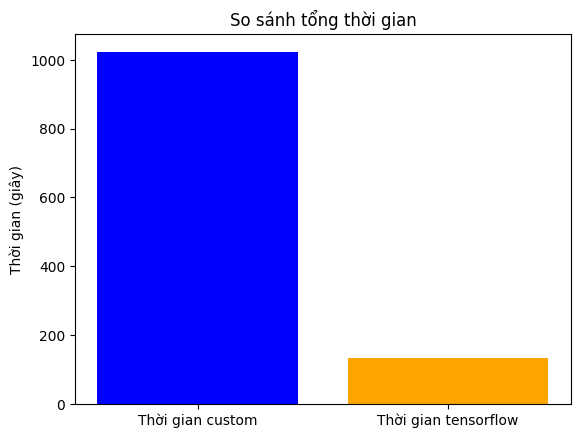 So sánh tổng thời gian
Thời gian (giây)
1000
800
600
400
200
0
Thời gian custom
Thời gian tensorflow